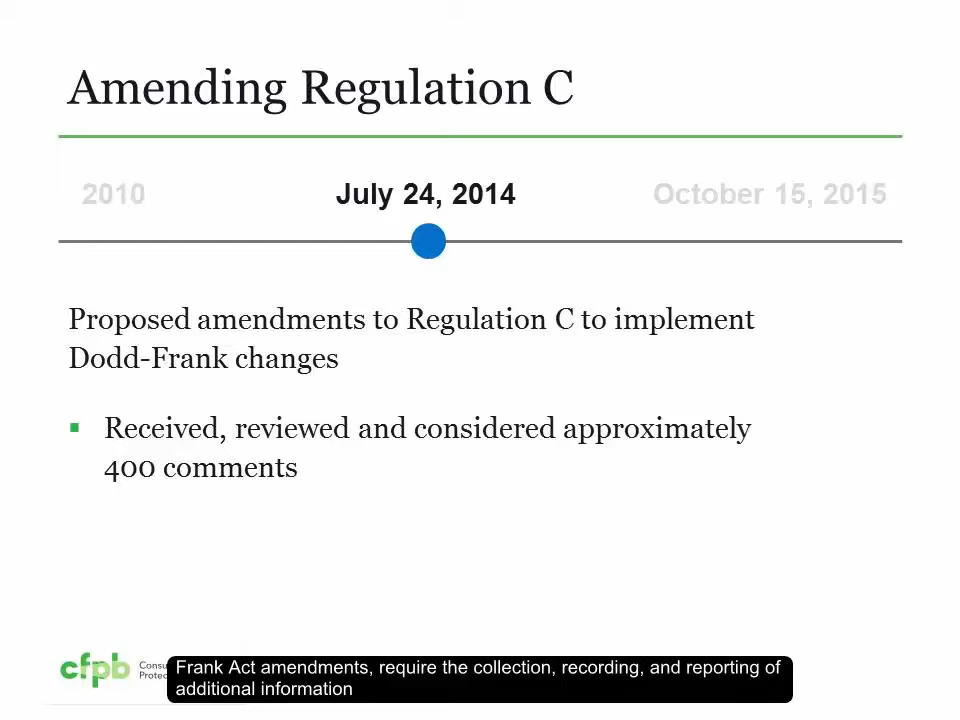 Amending Regulation C
2010 July 24, 2014 October 15, 2015
Proposed amendments to Regulation C to implement
Dodd-Frank changes
▪ Received, reviewed and considered approximately
400 comments
cfpb
Frank Act amendments, require the collection, recording, and reporting of
additional information